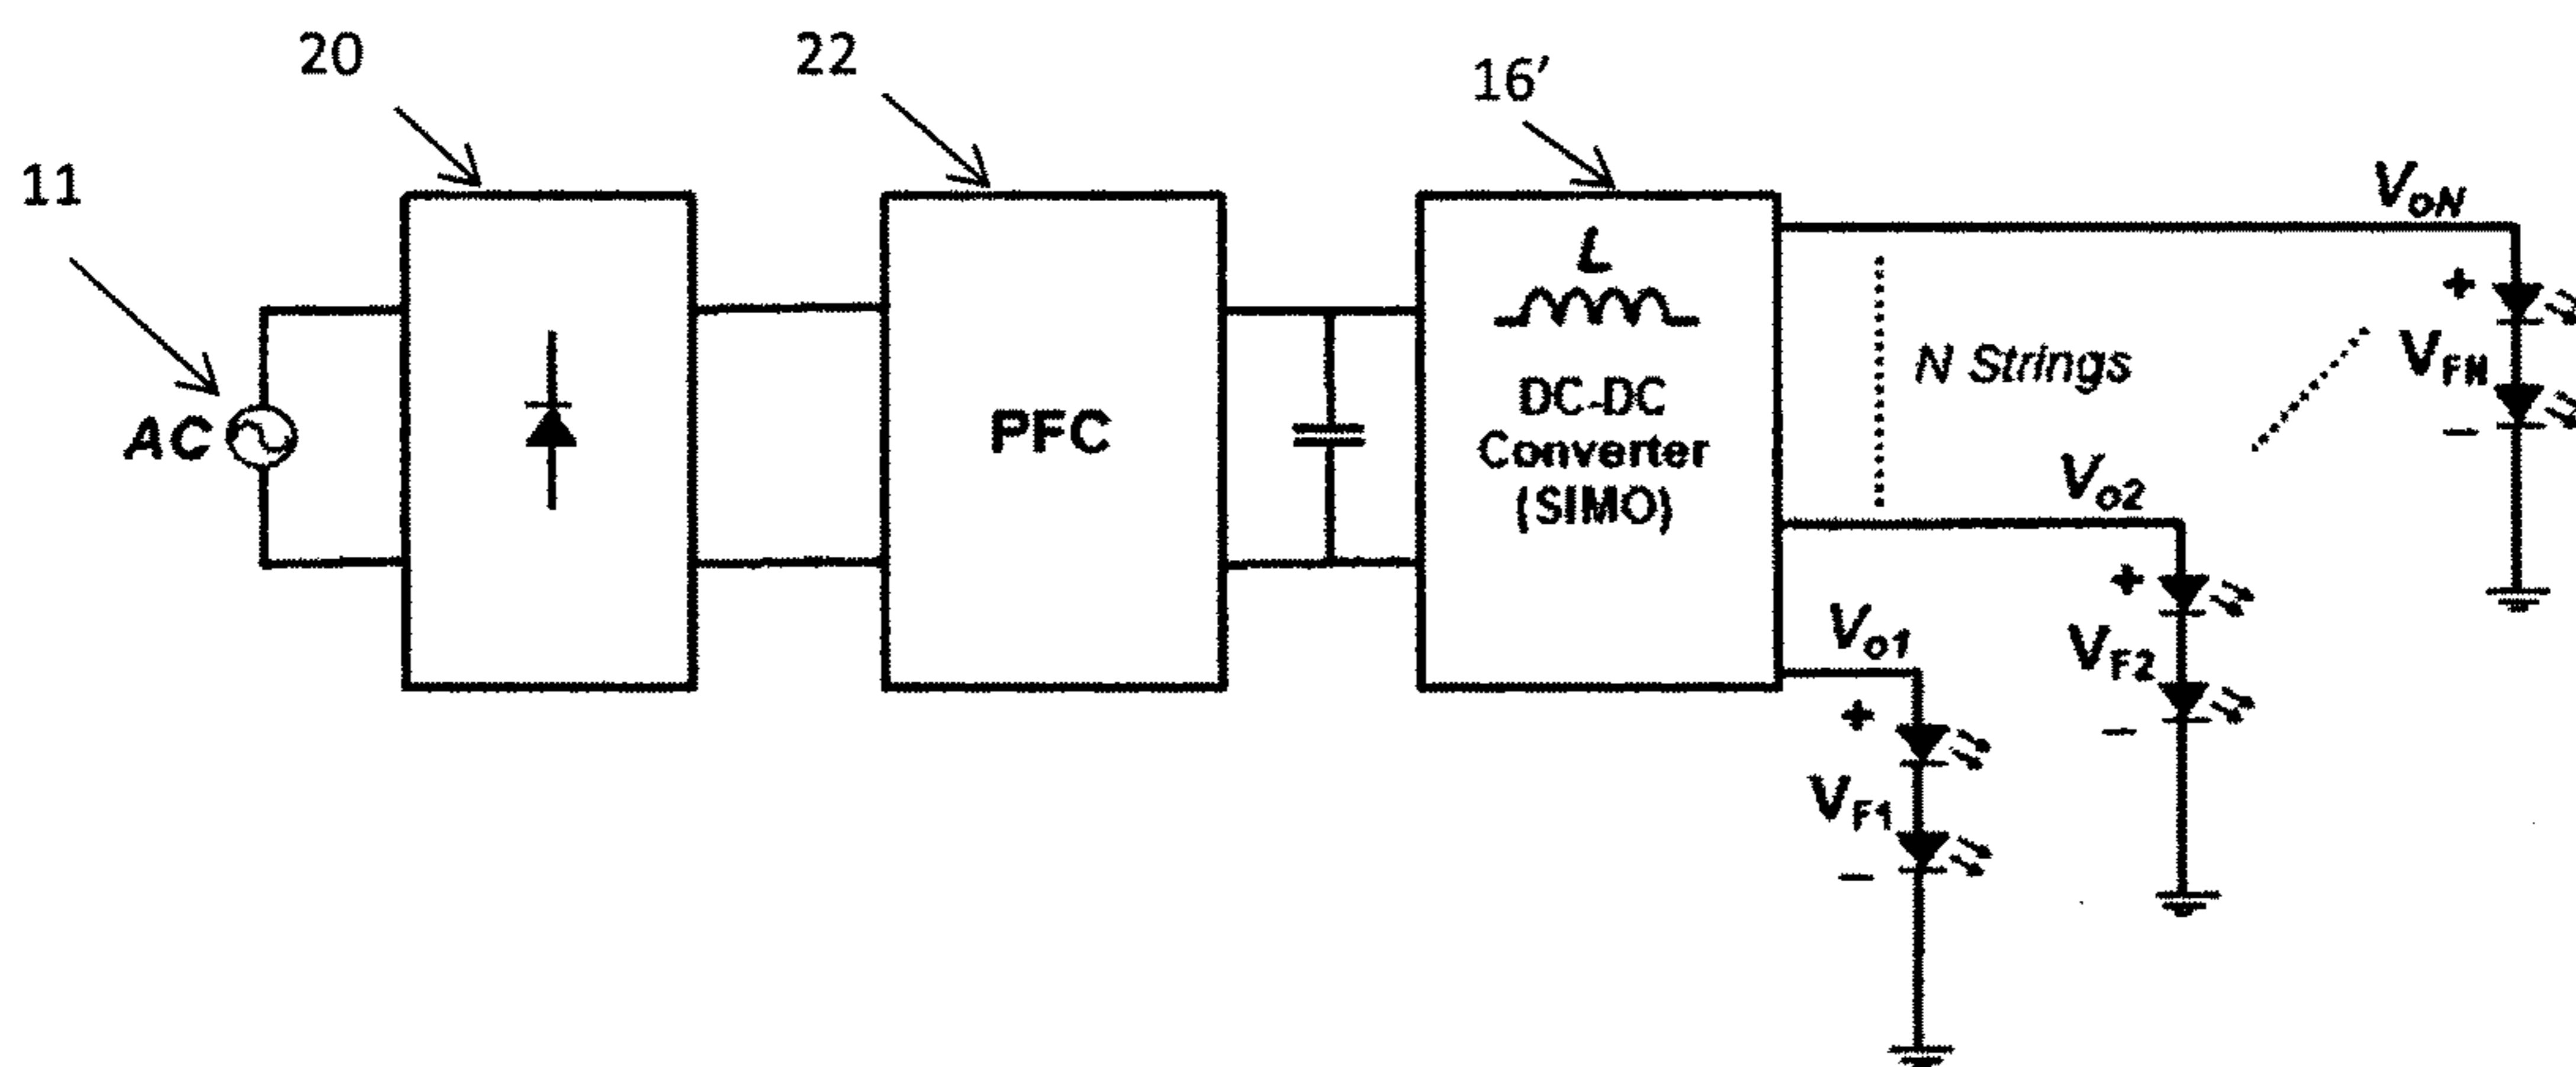 20
22
16′
11
AC
PFC
L
DC-DC
Converter
(SIMO)
N Strings
VoN
+
VFN
−
Vo2
+
VF2
−
Vo1
+
VF1
−